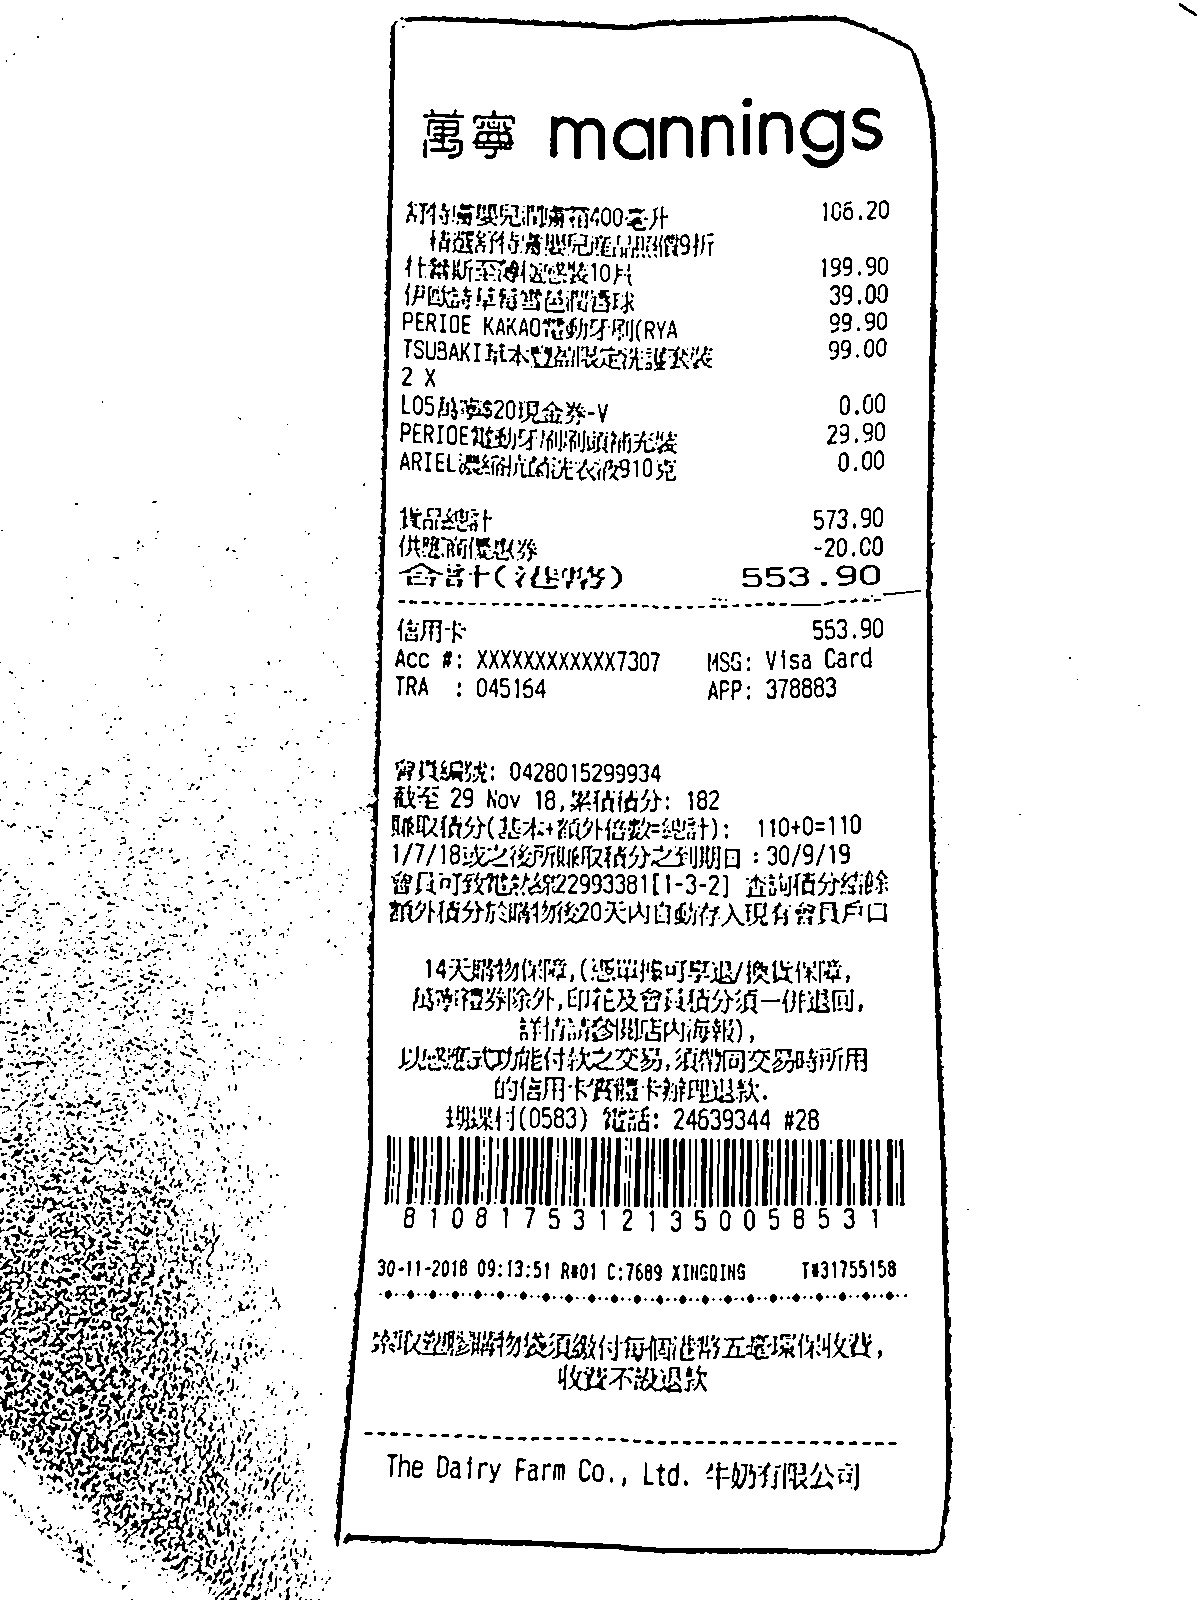 萬寧 mannings
舒特膚嬰兒潤膚霜400毫升 106.20
精選舒特膚嬰兒產品照價9折
至薄 裝10片 199.90
伊歐詩草莓雪芭潤唇球 39.00
PERIOE KAKAO電動牙刷(RYA 99.90
TSUBAKI草本豐盈限定洗護套裝 99.00
2 X
LOS萬寧$20現金券-V 0.00
PERIOE電動牙刷刷頭補充裝 29.90
ARIEL濃縮抗菌洗衣液910克 0.00
貨品總計 573.90
供應商優惠券 -20.00
合計(港幣) 553.90
信用卡 553.90
Acc #: XXXXXXXXXXXX7307 MSG: Visa Card
TRA : 045164 APP: 378883
會員編號: 0428015299934
截至 29 Nov 18,累積積分: 182
賺取積分(基本+額外倍數=總計): 110+0=110
1/7/18或之後所賺取積分之到期日:30/9/19
會員可致電熱線22993381[1-3-2] 查詢積分結餘
額外積分於購物後20天內自動存入現有會員戶口
14天購物保障,(憑單據可享退/換貨保障,
萬寧禮券除外,印花及會員積分須一併退回,
詳情請參閱店內海報),
以感應式功能付款之交易,須帶同交易時所用
的信用卡實體卡辦理退款.
(0583) 電話: 24639344 #28
8108175312135005853 1
30-11-2018 09:13:51 R#01 C:7689 XINGQING T#31755158
索取塑膠購物袋須繳付每個港幣五毫環保收費,
收費不設退款
The Dairy Farm Co., Ltd. 牛奶有限公司